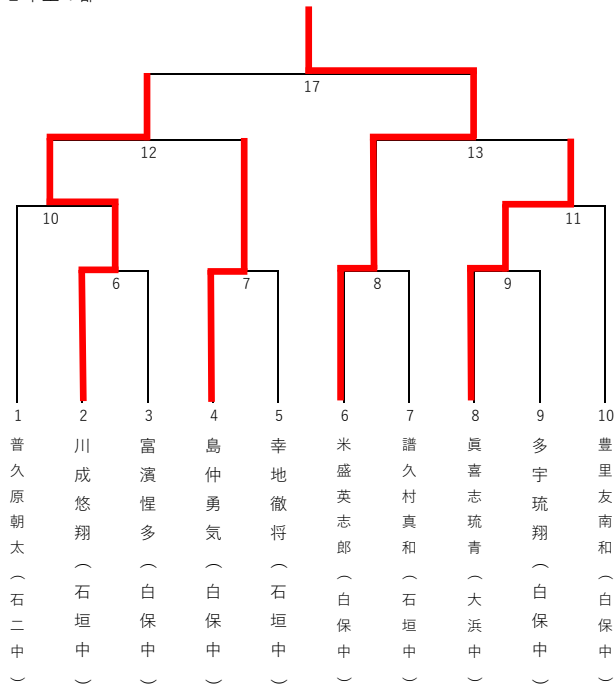 17
12
13
10
11
6
7
8
9
1
2
3
4
5
6
7
8
9
10
普久原朝太（石二中）
川成悠翔（石垣中）
富濱惺多（白保中）
島仲勇気（白保中）
幸地徹将（石垣中）
米盛英志郎（白保中）
譜久村真和（石垣中）
眞喜志琉青（大浜中）
多宇琉翔（白保中）
豊里友南和（白保中）